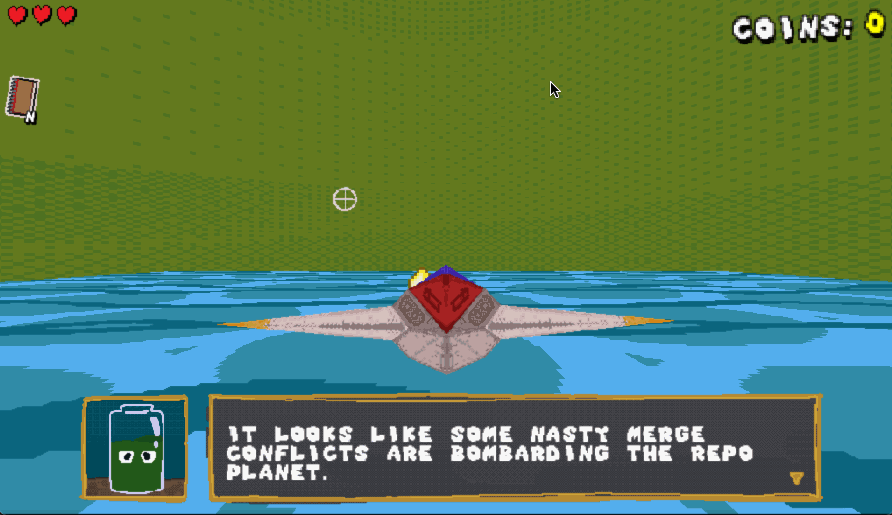 COINS: 0
N
IT LOOKS LIKE SOME NASTY MERGE
CONFLICTS ARE BOMBARDING THE REPO
PLANET.